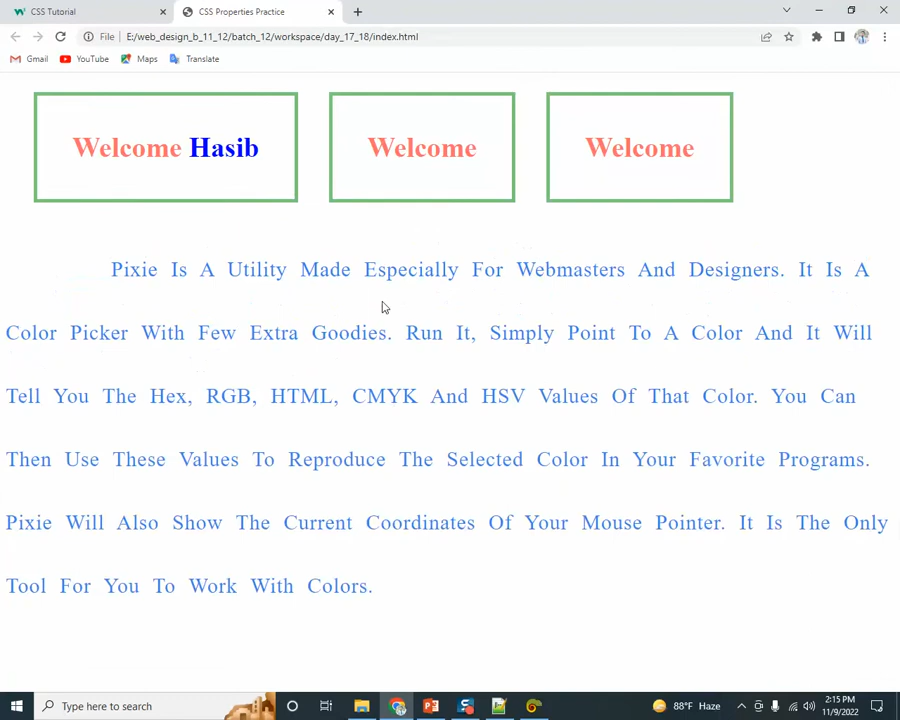 CSS Tutorial
CSS Properties Practice
File E:/web_design_b_11_12/batch_12/workspace/day_17_18/index.html
Gmail YouTube Maps Translate
Welcome Hasib Welcome Welcome
Pixie Is A Utility Made Especially For Webmasters And Designers. It Is A
Color Picker With Few Extra Goodies. Run It, Simply Point To A Color And It Will
Tell You The Hex, RGB, HTML, CMYK And HSV Values Of That Color. You Can
Then Use These Values To Reproduce The Selected Color In Your Favorite Programs.
Pixie Will Also Show The Current Coordinates Of Your Mouse Pointer. It Is The Only
Tool For You To Work With Colors.
Type here to search
88°F Haze
2:15 PM
11/9/2022